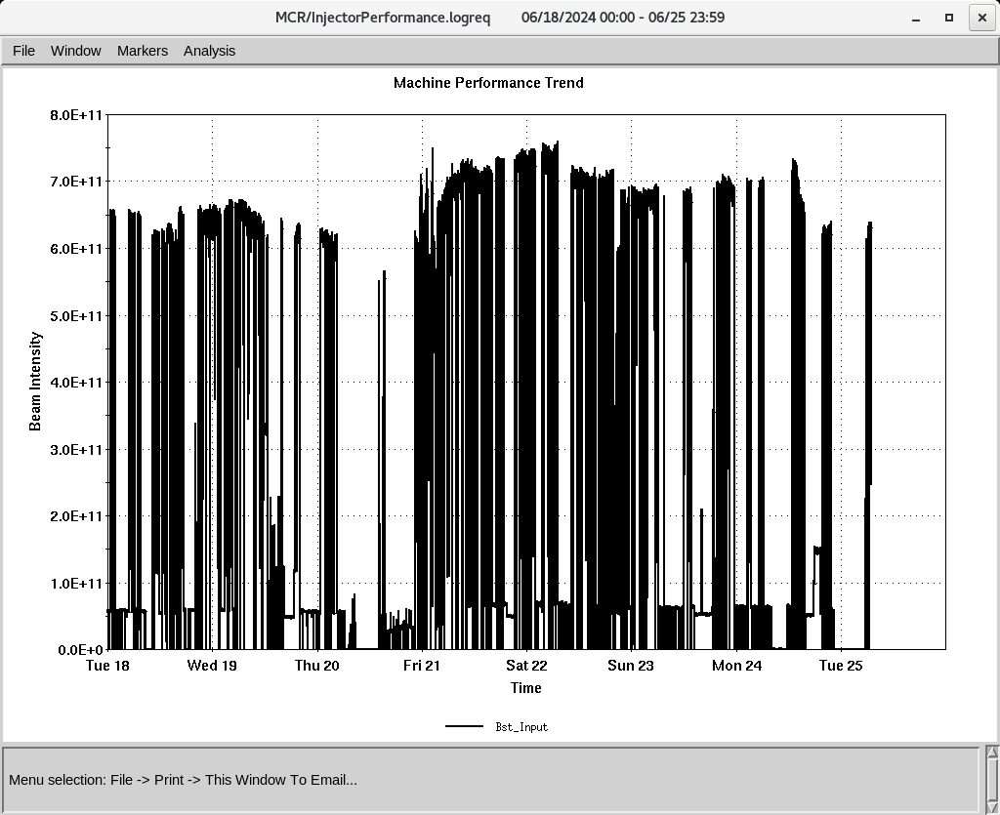 MCR/InjectorPerformance.logreq 06/18/2024 00:00 - 06/25 23:59
File Window Markers Analysis
Machine Performance Trend
8.0E+11
7.0E+11
6.0E+11
5.0E+11
4.0E+11
3.0E+11
2.0E+11
1.0E+11
0.0E+0
Beam Intensity
Tue 18 Wed 19 Thu 20 Fri 21 Sat 22 Sun 23 Mon 24 Tue 25
Time
Bst_Input
Menu selection: File -> Print -> This Window To Email...